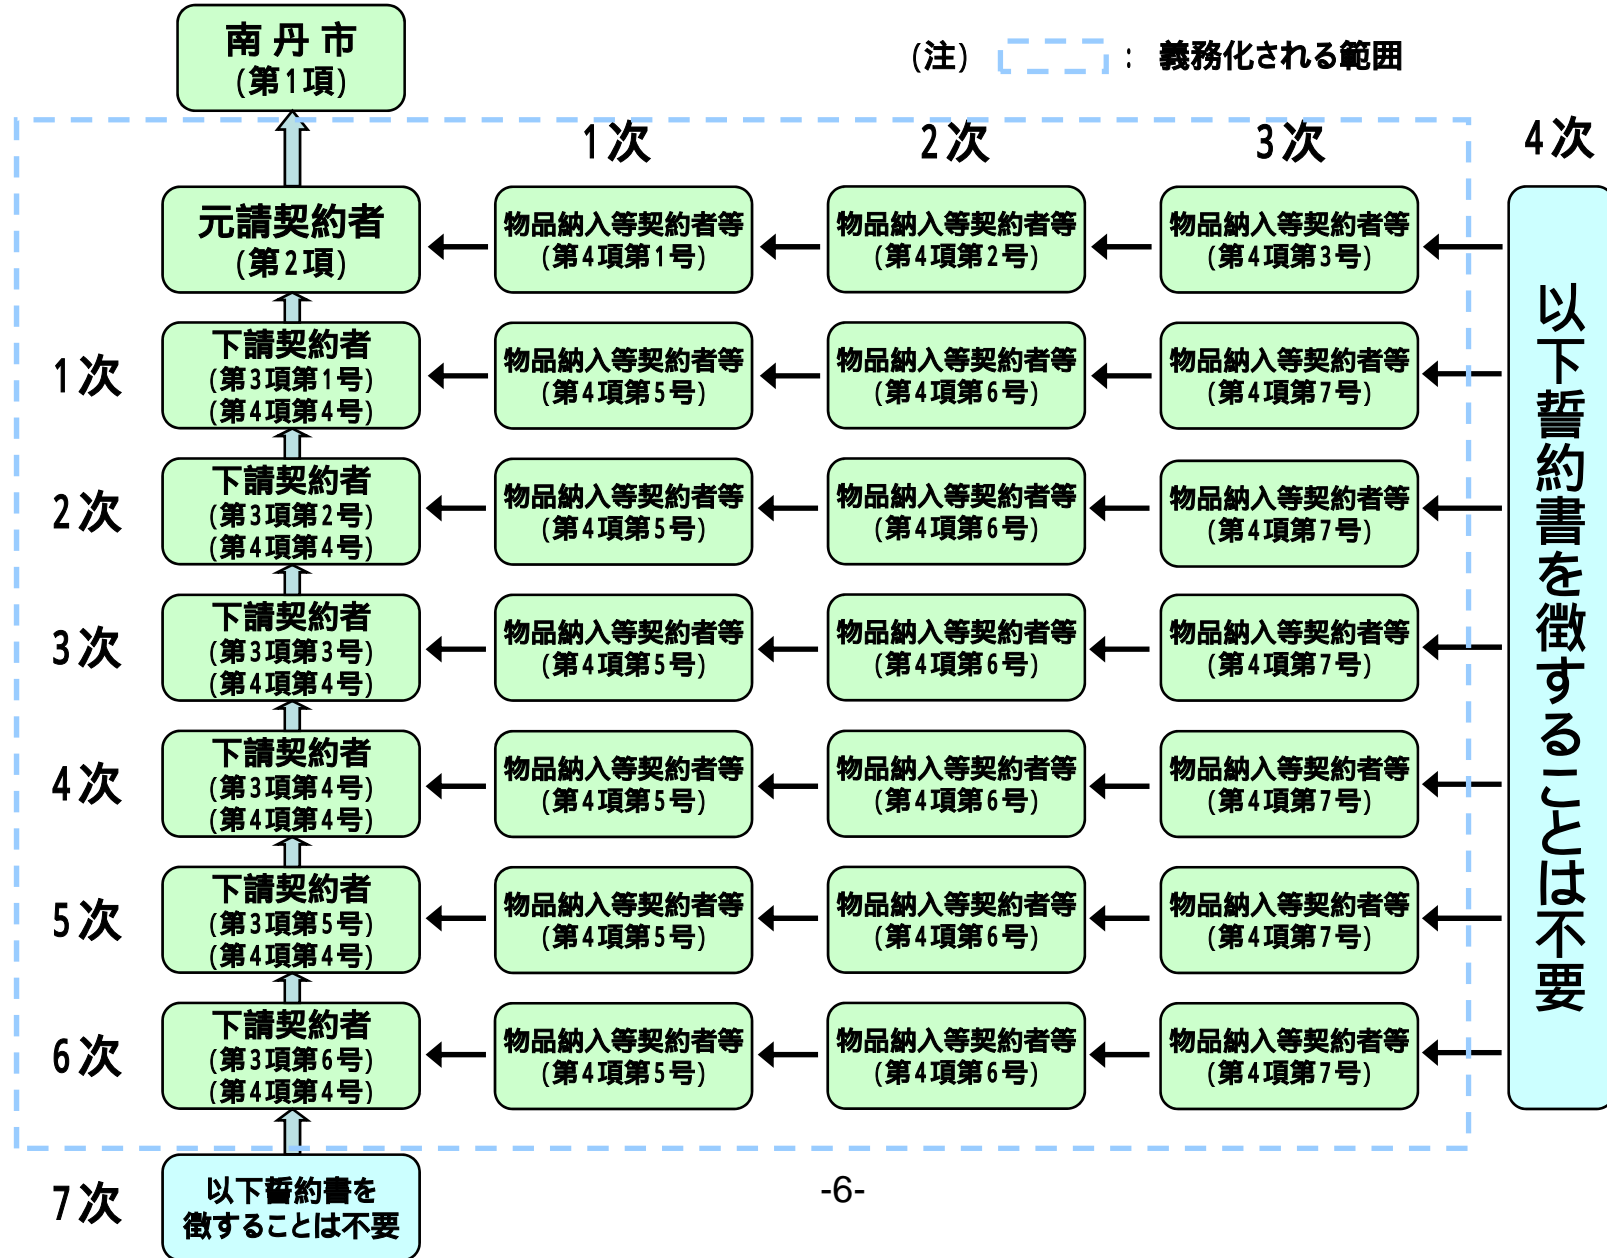 南丹市
(第1項)
(注) : 義務化される範囲
1次 2次 3次 4次
元請契約者
(第2項)
物品納入等契約者等
(第4項第1号)
物品納入等契約者等
(第4項第2号)
物品納入等契約者等
(第4項第3号)
以下誓約書を徴することは不要
1次
下請契約者
(第3項第1号)
(第4項第4号)
物品納入等契約者等
(第4項第5号)
物品納入等契約者等
(第4項第6号)
物品納入等契約者等
(第4項第7号)
2次
下請契約者
(第3項第2号)
(第4項第4号)
物品納入等契約者等
(第4項第5号)
物品納入等契約者等
(第4項第6号)
物品納入等契約者等
(第4項第7号)
3次
下請契約者
(第3項第3号)
(第4項第4号)
物品納入等契約者等
(第4項第5号)
物品納入等契約者等
(第4項第6号)
物品納入等契約者等
(第4項第7号)
4次
下請契約者
(第3項第4号)
(第4項第4号)
物品納入等契約者等
(第4項第5号)
物品納入等契約者等
(第4項第6号)
物品納入等契約者等
(第4項第7号)
5次
下請契約者
(第3項第5号)
(第4項第4号)
物品納入等契約者等
(第4項第5号)
物品納入等契約者等
(第4項第6号)
物品納入等契約者等
(第4項第7号)
6次
下請契約者
(第3項第6号)
(第4項第4号)
物品納入等契約者等
(第4項第5号)
物品納入等契約者等
(第4項第6号)
物品納入等契約者等
(第4項第7号)
7次
以下誓約書を
徴することは不要
-6-